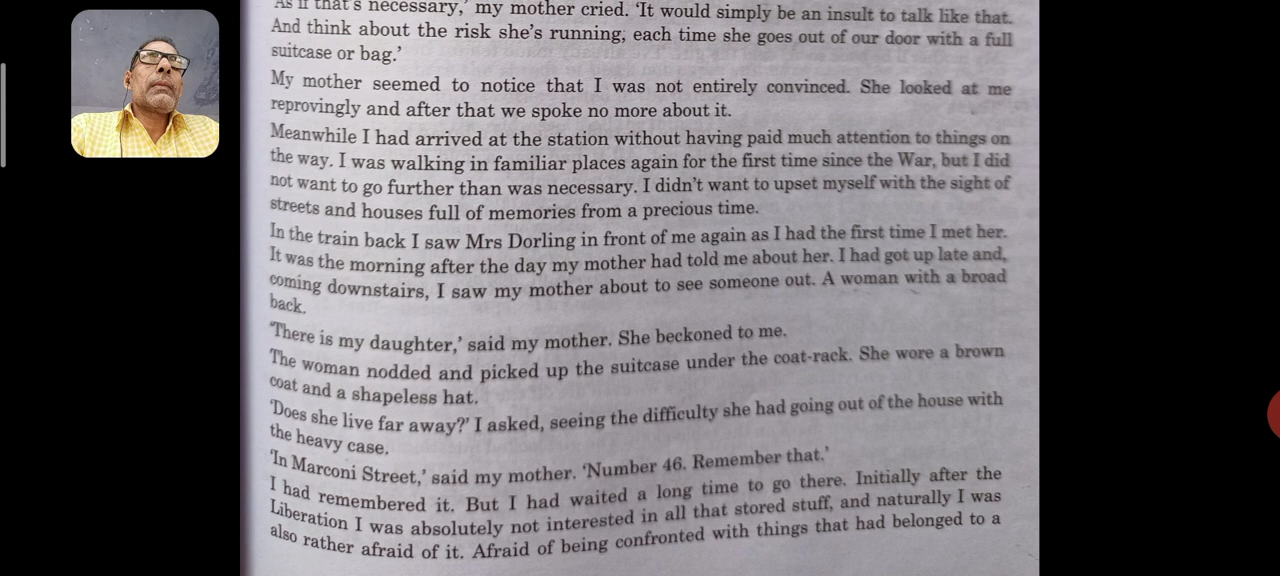 As if that's necessary,' my mother cried. 'It would simply be an insult to talk like that.
And think about the risk she's running, each time she goes out of our door with a full
suitcase or bag.'
My mother seemed to notice that I was not entirely convinced. She looked at me
reprovingly and after that we spoke no more about it.
Meanwhile I had arrived at the station without having paid much attention to things on
the way. I was walking in familiar places again for the first time since the War, but I did
not want to go further than was necessary. I didn't want to upset myself with the sight of
streets and houses full of memories from a precious time.
In the train back I saw Mrs Dorling in front of me again as I had the first time I met her.
It was the morning after the day my mother had told me about her. I had got up late and,
coming downstairs, I saw my mother about to see someone out. A woman with a broad
back.
'There is my daughter,' said my mother. She beckoned to me.
The woman nodded and picked up the suitcase under the coat-rack. She wore a brown
coat and a shapeless hat.
'Does she live far away?' I asked, seeing the difficulty she had going out of the house with
the heavy case.
'In Marconi Street,' said my mother. 'Number 46. Remember that.'
I had remembered it. But I had waited a long time to go there. Initially after the
Liberation I was absolutely not interested in all that stored stuff, and naturally I was
also rather afraid of it. Afraid of being confronted with things that had belonged to a